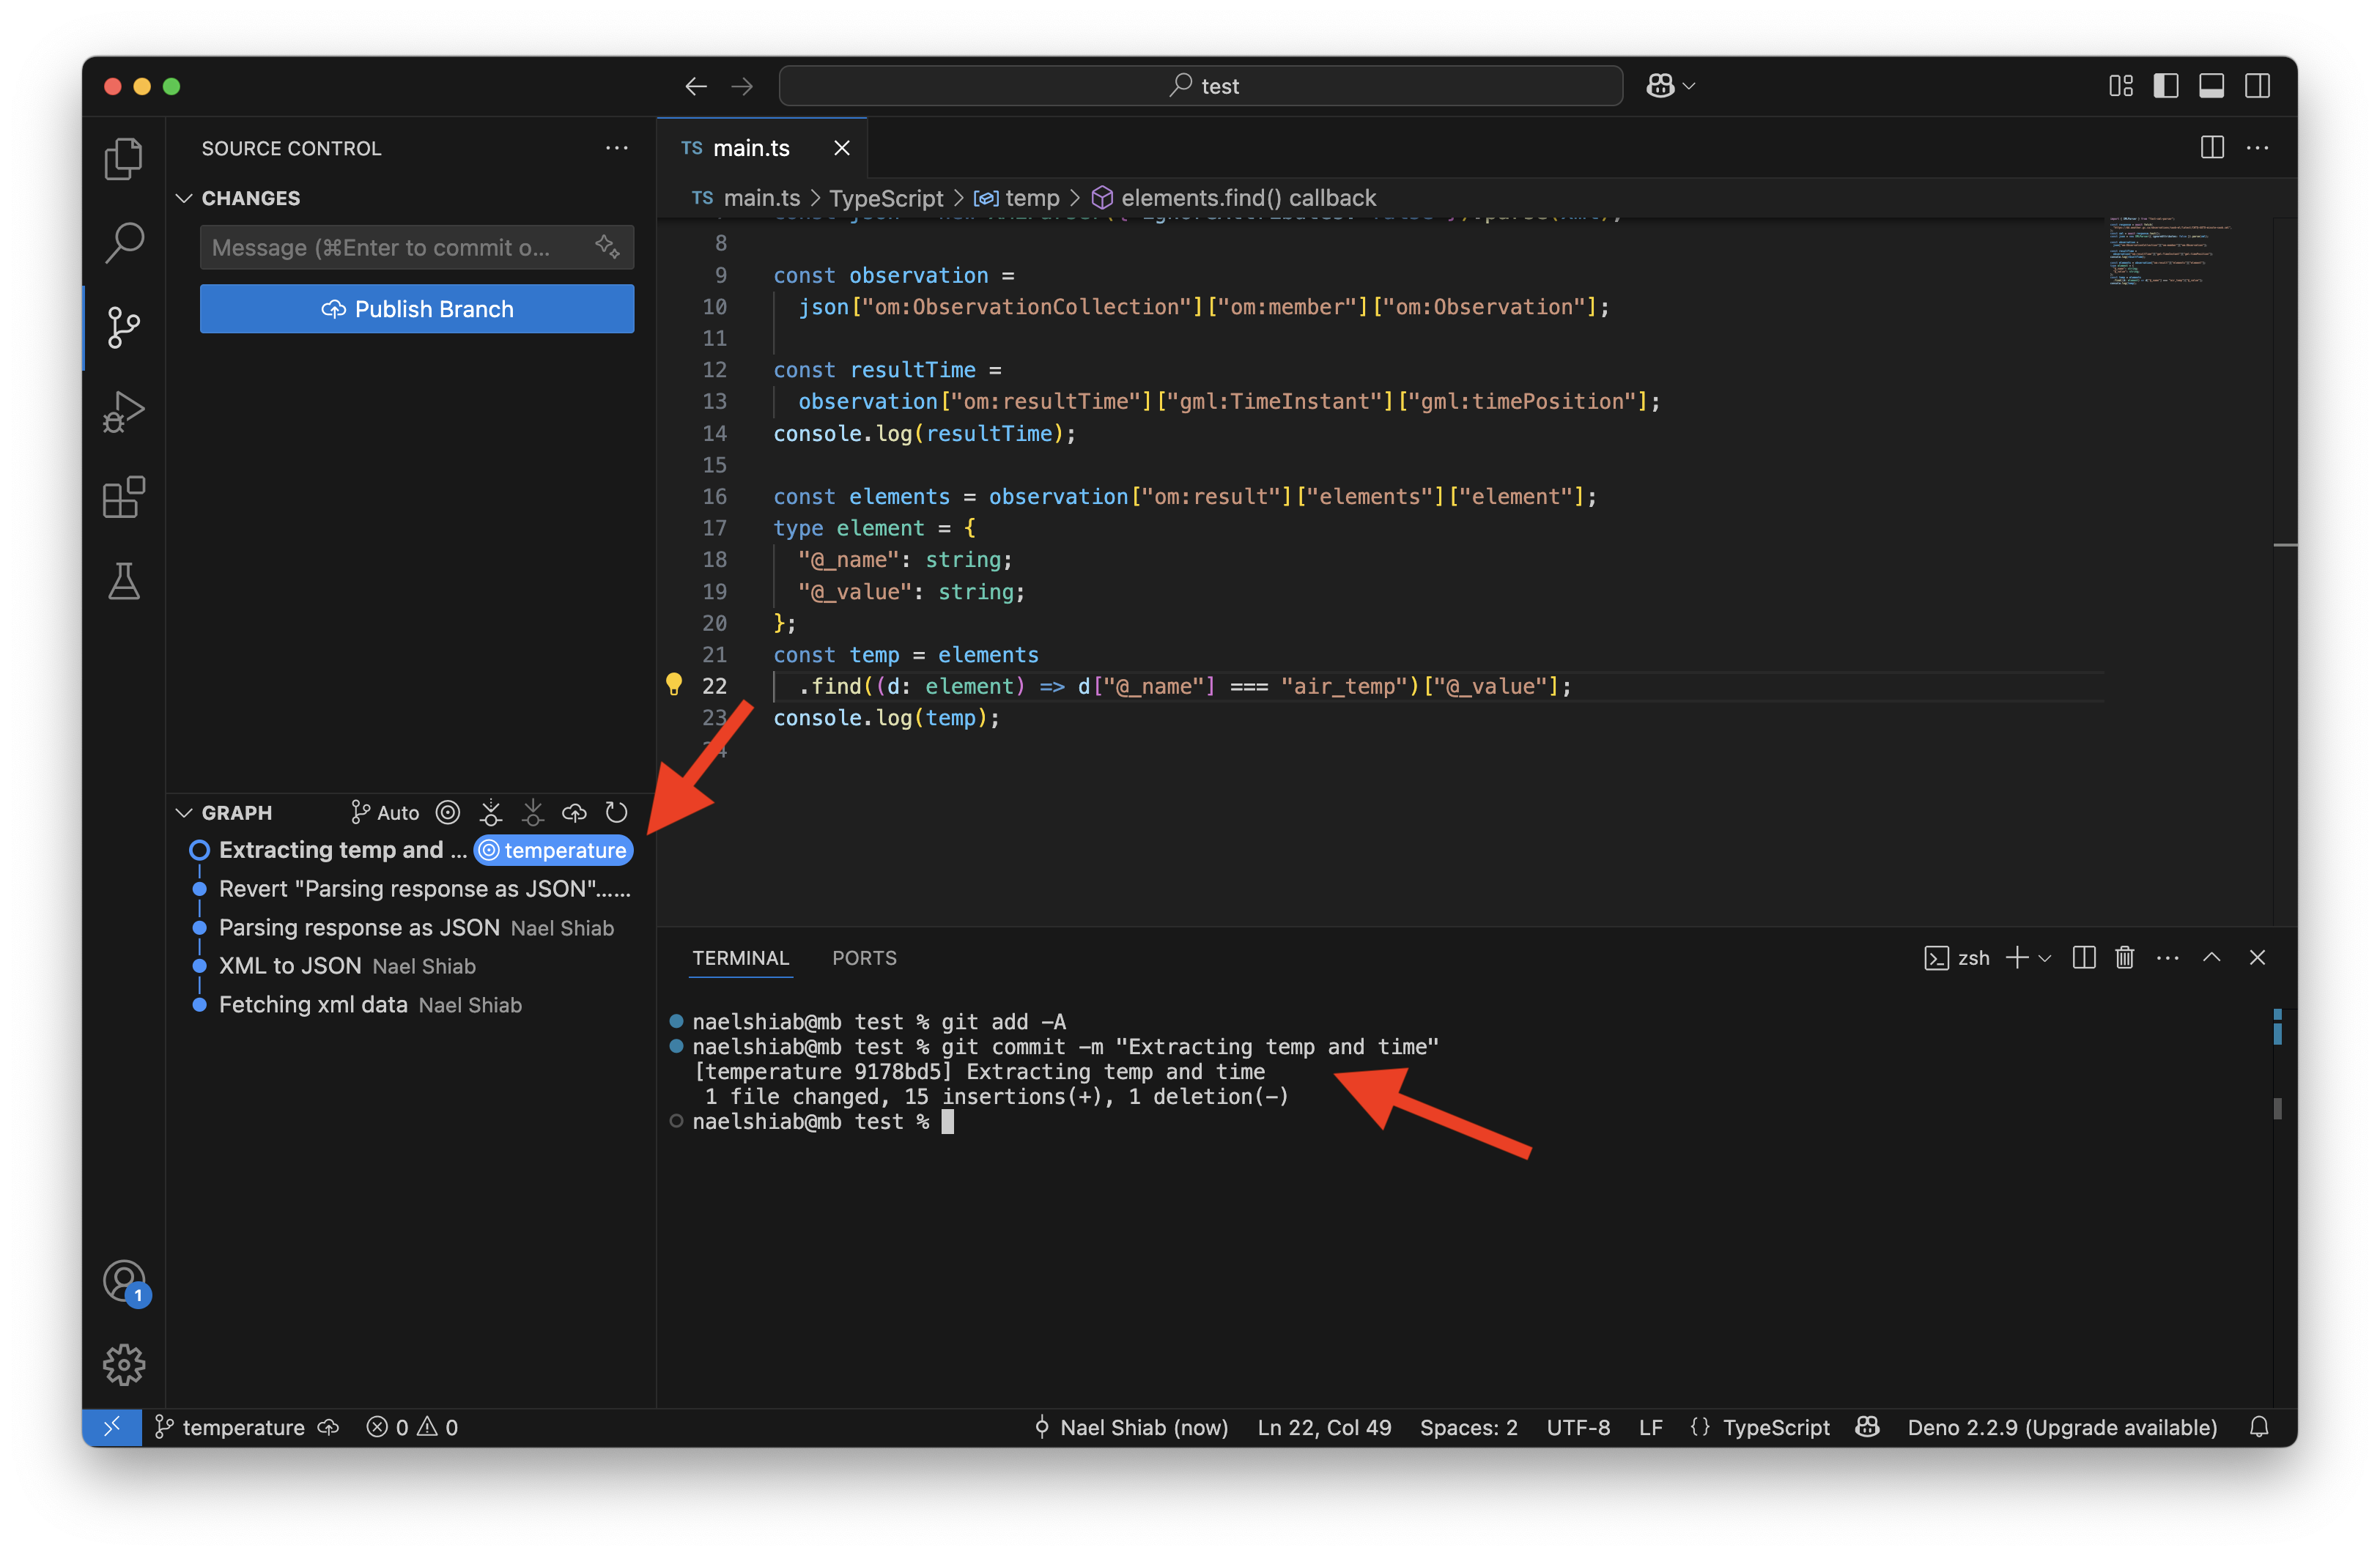 test
SOURCE CONTROL
CHANGES
Message (⌘Enter to commit o...
Publish Branch
TS main.ts
TS main.ts > TypeScript > temp > elements.find() callback
8
9 const observation =
10 json["om:ObservationCollection"]["om:member"]["om:Observation"];
11
12 const resultTime =
13 observation["om:resultTime"]["gml:TimeInstant"]["gml:timePosition"];
14 console.log(resultTime);
15
16 const elements = observation["om:result"]["elements"]["element"];
17 type element = {
18 "@_name": string;
19 "@_value": string;
20 };
21 const temp = elements
22 .find((d: element) => d["@_name"] === "air_temp")["@_value"];
23 console.log(temp);
24
GRAPH Auto
Extracting temp and ... temperature
Revert "Parsing response as JSON"......
Parsing response as JSON Nael Shiab
XML to JSON Nael Shiab
Fetching xml data Nael Shiab
TERMINAL PORTS
zsh
naelshiab@mb test % git add -A
naelshiab@mb test % git commit -m "Extracting temp and time"
[temperature 9178bd5] Extracting temp and time
1 file changed, 15 insertions(+), 1 deletion(-)
naelshiab@mb test %
1
temperature 0 0
Nael Shiab (now) Ln 22, Col 49 Spaces: 2 UTF-8 LF {} TypeScript Deno 2.2.9 (Upgrade available)